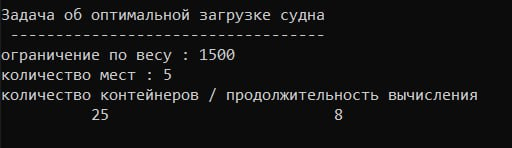 Задача об оптимальной загрузке судна
----------------------------------
ограничение по весу : 1500
количество мест : 5
количество контейнеров / продолжительность вычисления
25 8